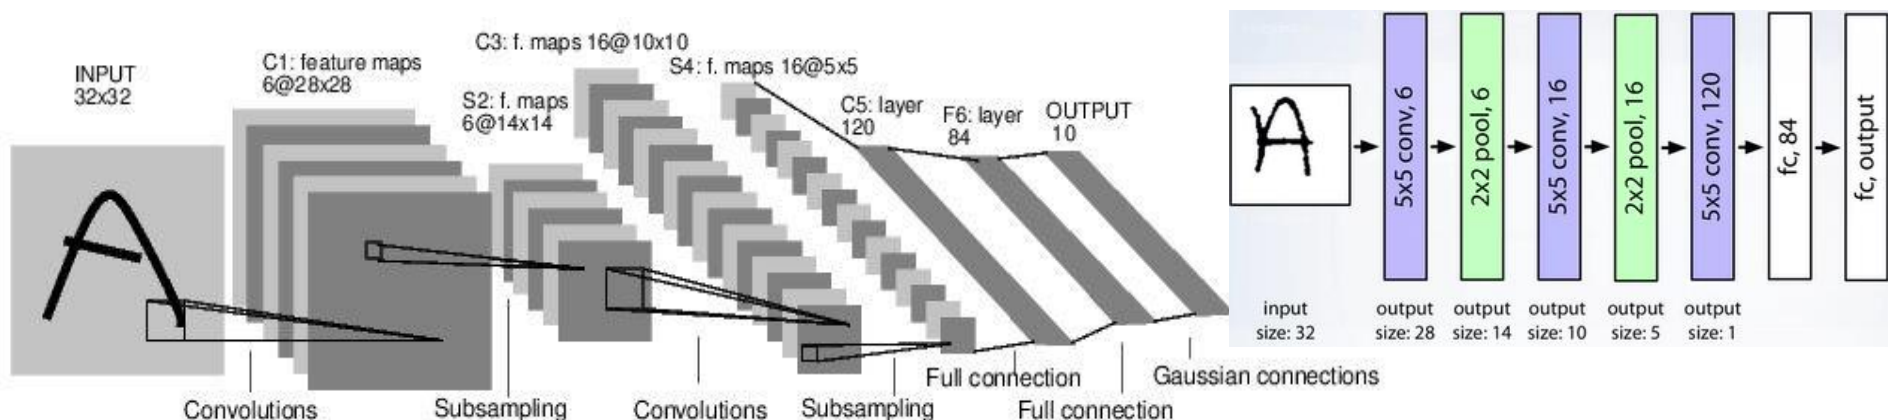 INPUT
32x32
C1: feature maps
6@28x28
S2: f. maps
6@14x14
C3: f. maps 16@10x10
S4: f. maps 16@5x5
C5: layer
120
F6: layer
84
OUTPUT
10
Convolutions
Subsampling
Convolutions
Subsampling
Full connection
Full connection
Gaussian connections
A
A
5x5 conv, 6
2x2 pool, 6
5x5 conv, 16
2x2 pool, 16
5x5 conv, 120
fc, 84
fc, output
input
size: 32
output
size: 28
output
size: 14
output
size: 10
output
size: 5
output
size: 1